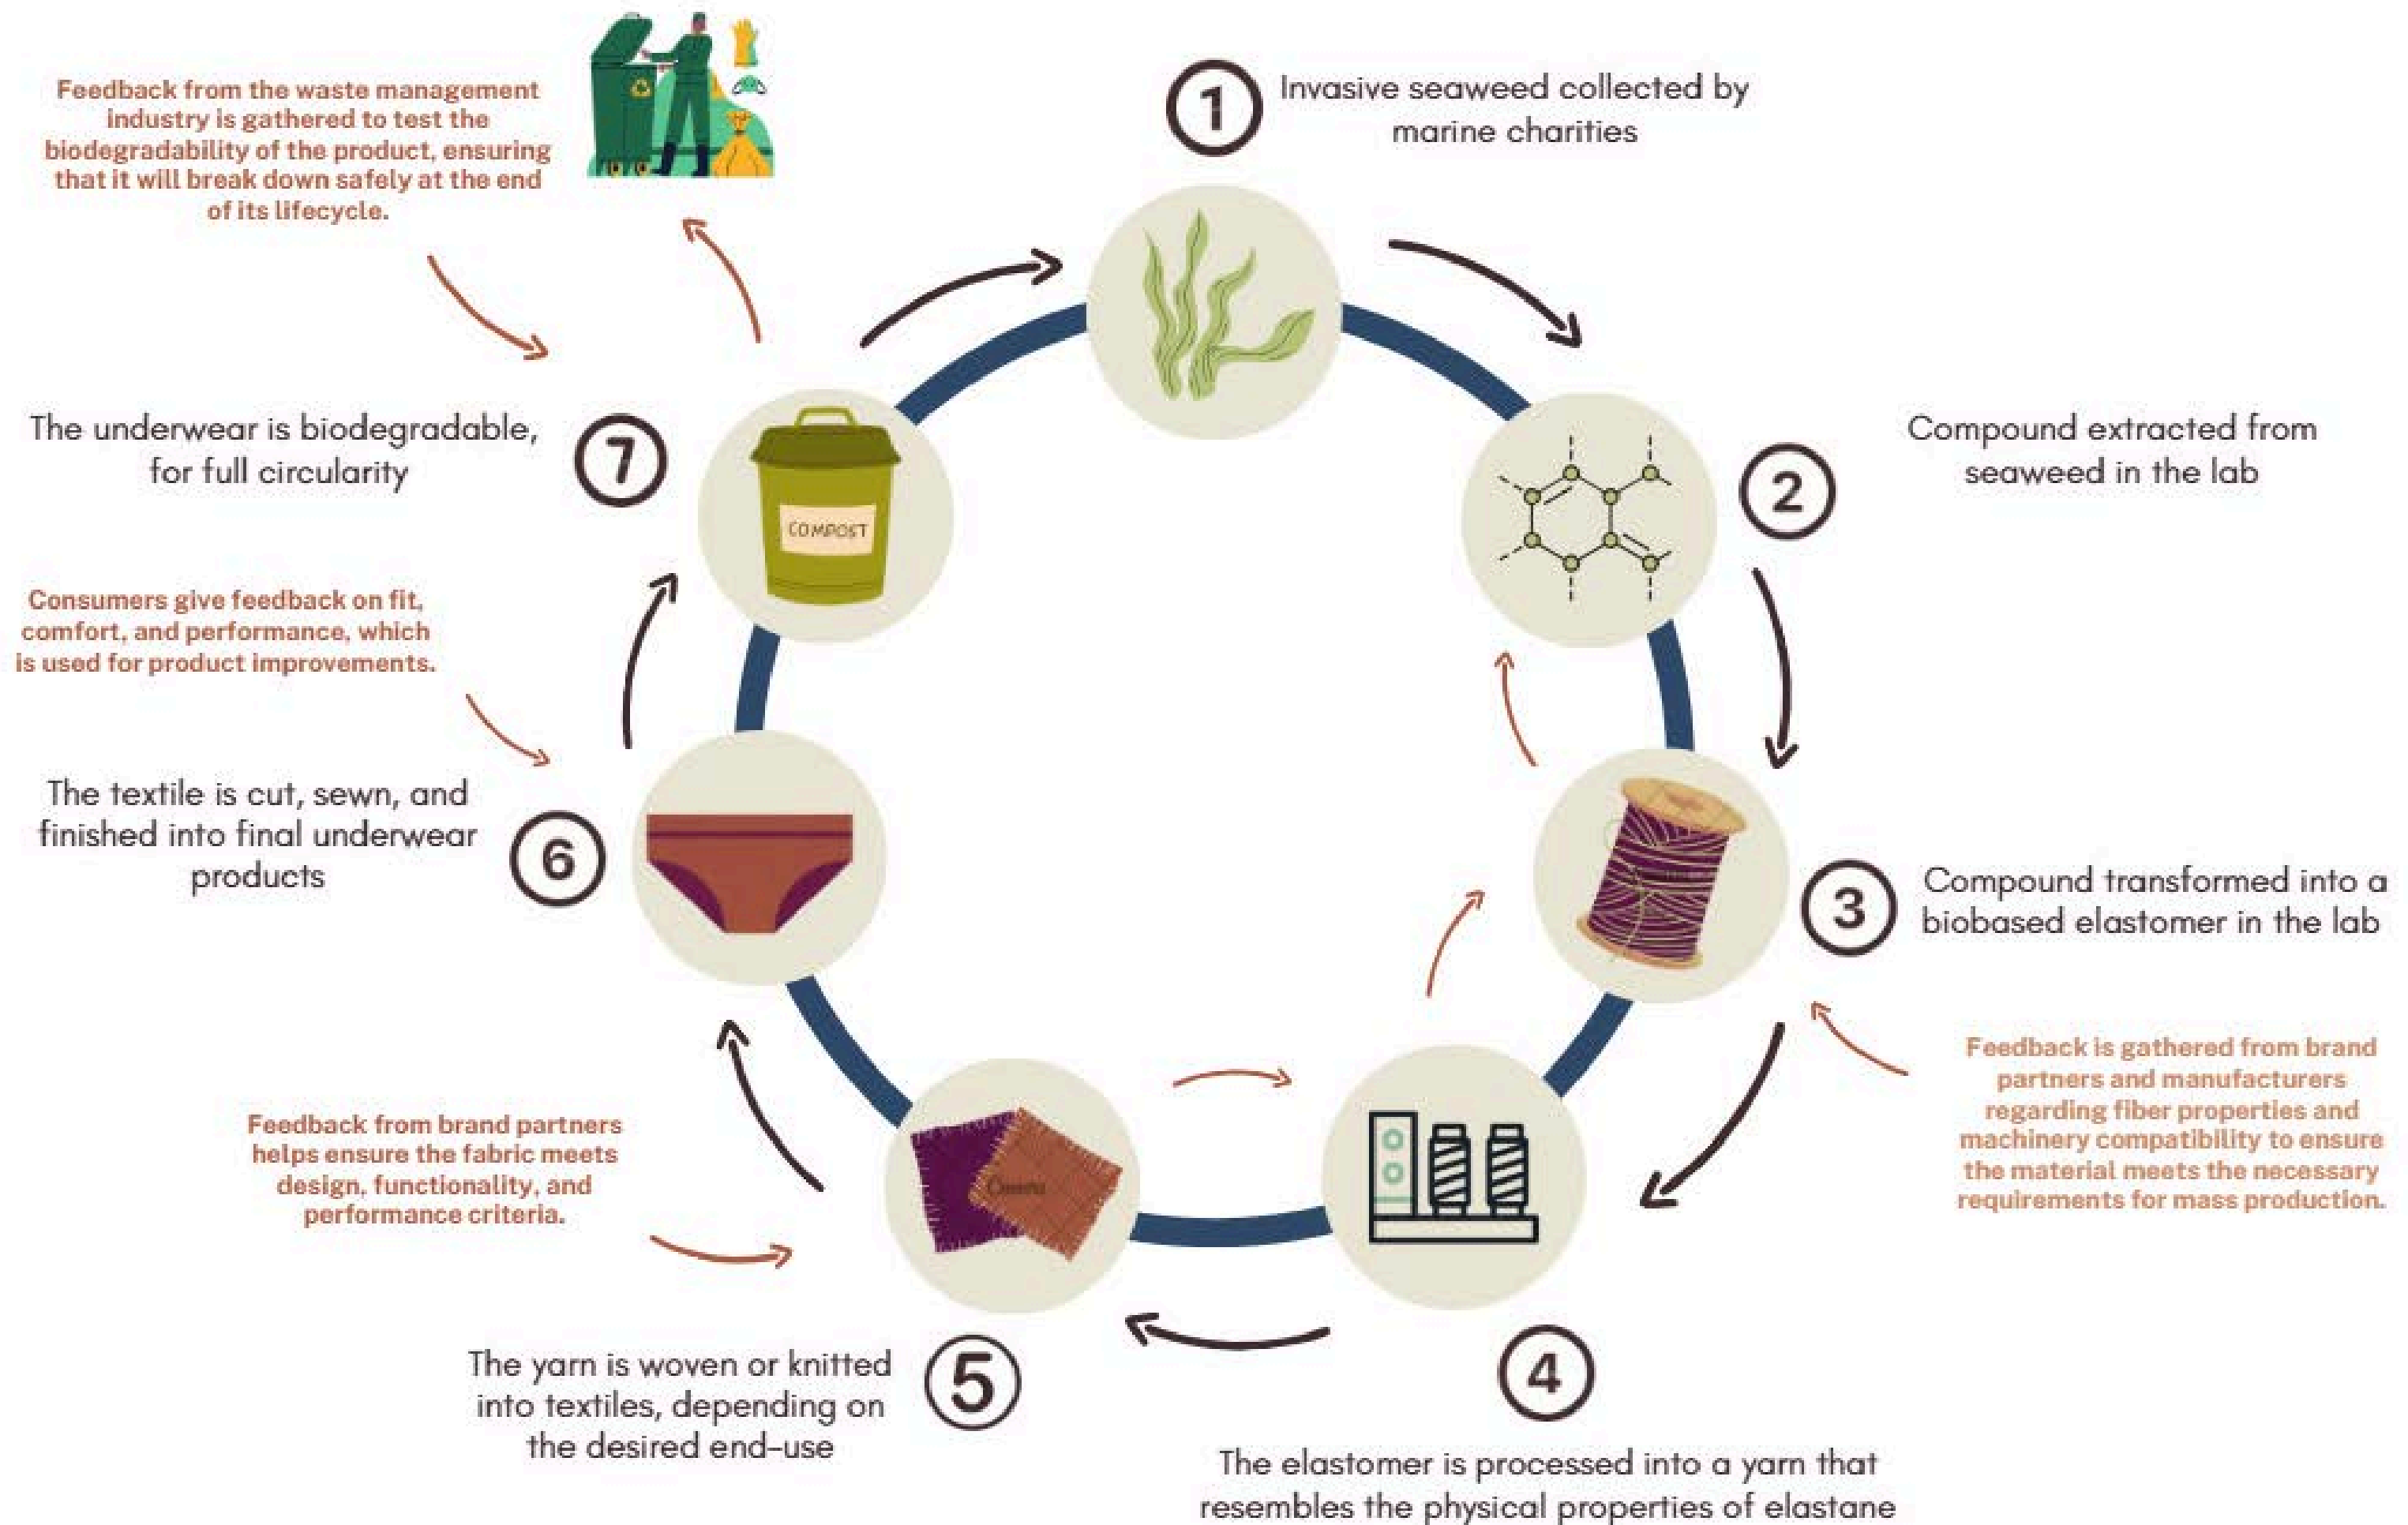 Feedback from the waste management
industry is gathered to test the
biodegradability of the product, ensuring
that it will break down safely at the end
of its lifecycle.
1
Invasive seaweed collected by
marine charities
2
Compound extracted from
seaweed in the lab
3
Compound transformed into a
biobased elastomer in the lab
Feedback is gathered from brand
partners and manufacturers
regarding fiber properties and
machinery compatibility to ensure
the material meets the necessary
requirements for mass production.
4
The elastomer is processed into a yarn that
resembles the physical properties of elastane
5
The yarn is woven or knitted
into textiles, depending on
the desired end-use
Feedback from brand partners
helps ensure the fabric meets
design, functionality, and
performance criteria.
6
The textile is cut, sewn, and
finished into final underwear
products
Consumers give feedback on fit,
comfort, and performance, which
is used for product improvements.
7
The underwear is biodegradable,
for full circularity
COMPOST